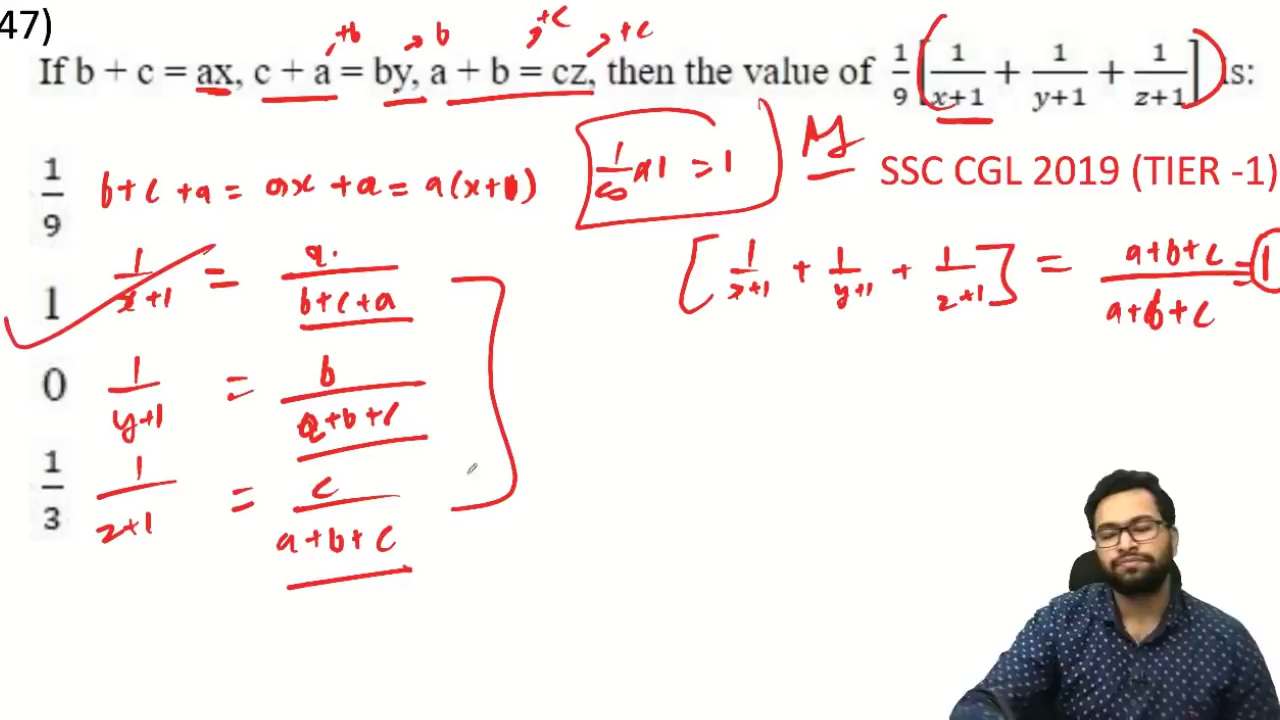 47)
+b b +c +c
If b + c = ax, c + a = by, a + b = cz, then the value of 1/9 [1/(x+1) + 1/(y+1) + 1/(z+1)] is:
1/9 b+c+a = ax+a = a(x+1)
SSC CGL 2019 (TIER -1)
1 1/(x+1) = a/(b+c+a)
[1/(x+1) + 1/(y+1) + 1/(z+1)] = (a+b+c)/(a+b+c) = 1
0 1/(y+1) = b/(a+b+c)
1/3 1/(z+1) = c/(a+b+c)